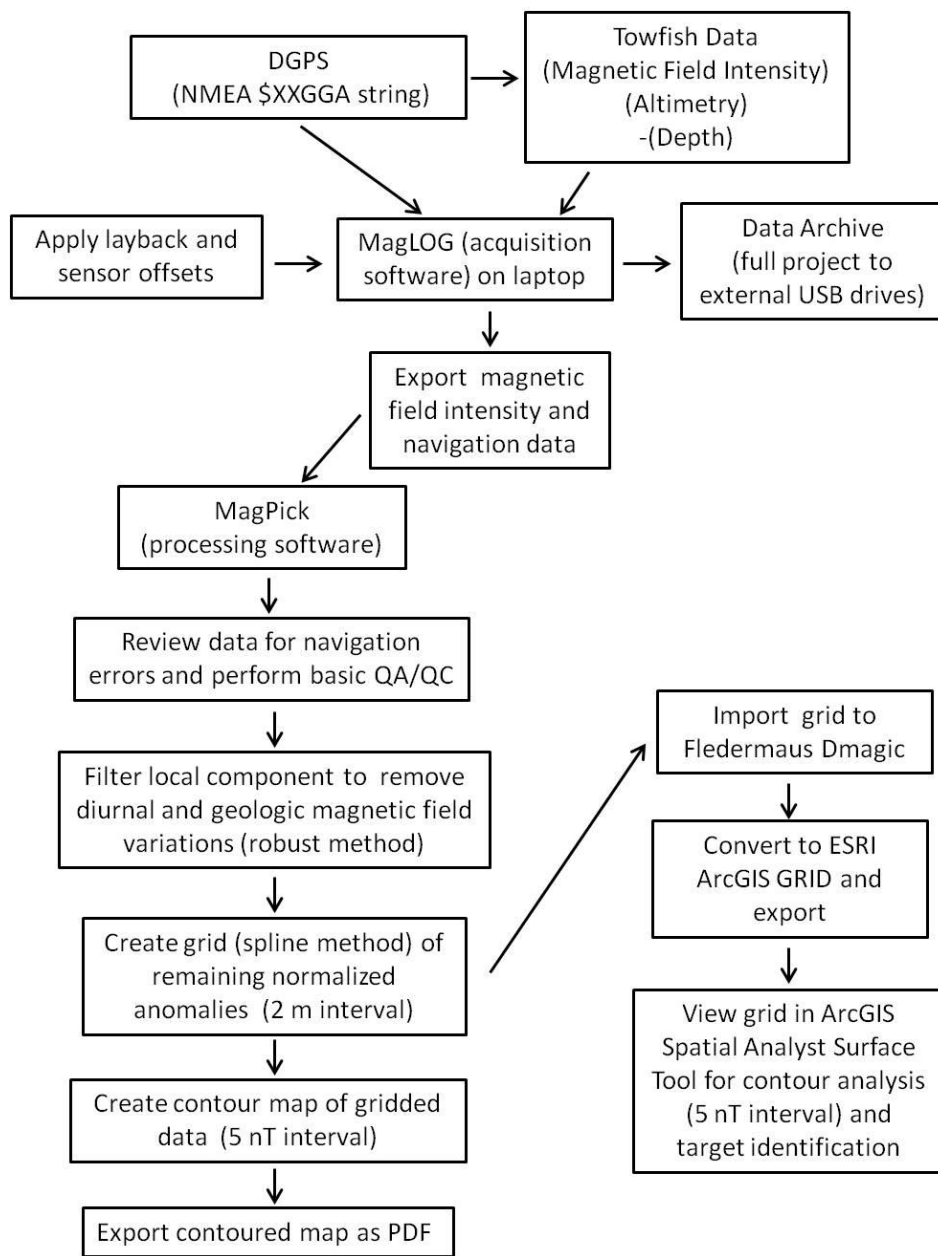 DGPS
(NMEA $XXGGA string)
Towfish Data
(Magnetic Field Intensity)
(Altimetry)
-(Depth)
Apply layback and
sensor offsets
MagLOG (acquisition
software) on laptop
Data Archive
(full project to
external USB drives)
Export magnetic
field intensity and
navigation data
MagPick
(processing software)
Review data for navigation
errors and perform basic QA/QC
Filter local component to remove
diurnal and geologic magnetic field
variations (robust method)
Create grid (spline method) of
remaining normalized
anomalies (2 m interval)
Create contour map of gridded
data (5 nT interval)
Export contoured map as PDF
Import grid to
Fledermaus Dmagic
Convert to ESRI
ArcGIS GRID and
export
View grid in ArcGIS
Spatial Analyst Surface
Tool for contour analysis
(5 nT interval) and
target identification